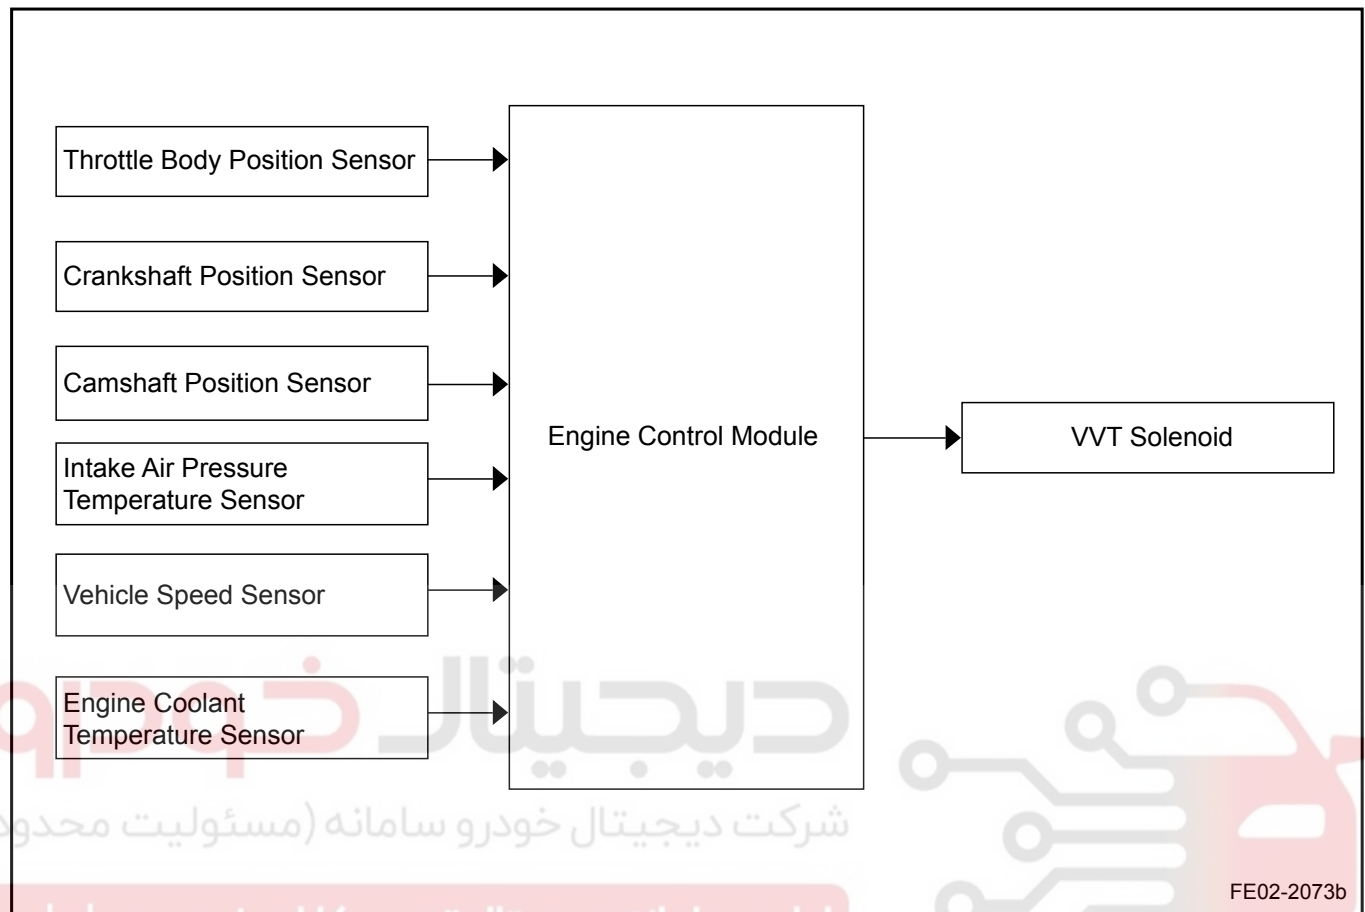 Throttle Body Position Sensor
Crankshaft Position Sensor
Camshaft Position Sensor
Intake Air Pressure
Temperature Sensor
Vehicle Speed Sensor
Engine Coolant
Temperature Sensor
Engine Control Module
VVT Solenoid
دیجیتال خودرو
شرکت دیجیتال خودرو سامانه (مسئولیت محدود
FE02-2073b